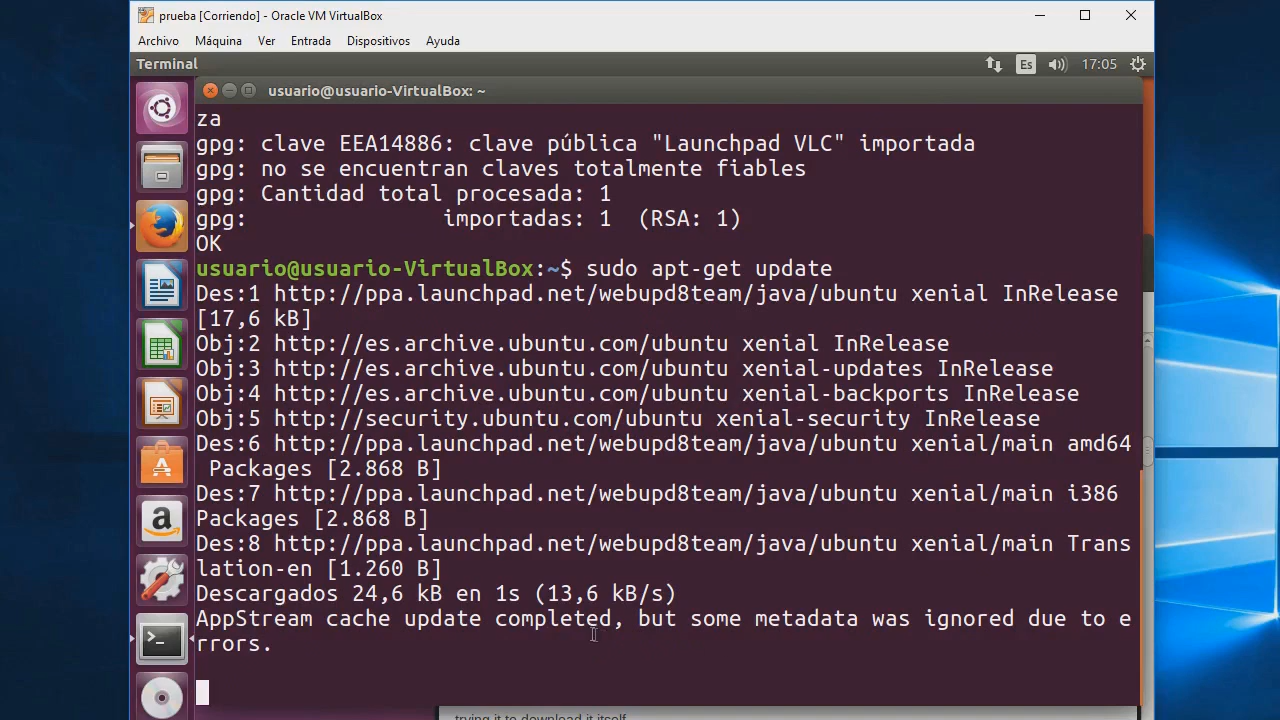 prueba [Corriendo] - Oracle VM VirtualBox
Archivo Máquina Ver Entrada Dispositivos Ayuda
Terminal Es 17:05
usuario@usuario-VirtualBox: ~
za
gpg: clave EEA14886: clave pública "Launchpad VLC" importada
gpg: no se encuentran claves totalmente fiables
gpg: Cantidad total procesada: 1
gpg: importadas: 1 (RSA: 1)
OK
usuario@usuario-VirtualBox:~$ sudo apt-get update
Des:1 http://ppa.launchpad.net/webupd8team/java/ubuntu xenial InRelease
[17,6 kB]
Obj:2 http://es.archive.ubuntu.com/ubuntu xenial InRelease
Obj:3 http://es.archive.ubuntu.com/ubuntu xenial-updates InRelease
Obj:4 http://es.archive.ubuntu.com/ubuntu xenial-backports InRelease
Obj:5 http://security.ubuntu.com/ubuntu xenial-security InRelease
Des:6 http://ppa.launchpad.net/webupd8team/java/ubuntu xenial/main amd64
Packages [2.868 B]
Des:7 http://ppa.launchpad.net/webupd8team/java/ubuntu xenial/main i386
Packages [2.868 B]
Des:8 http://ppa.launchpad.net/webupd8team/java/ubuntu xenial/main Trans
lation-en [1.260 B]
Descargados 24,6 kB en 1s (13,6 kB/s)
AppStream cache update completed, but some metadata was ignored due to e
rrors.
trying it to download it itself